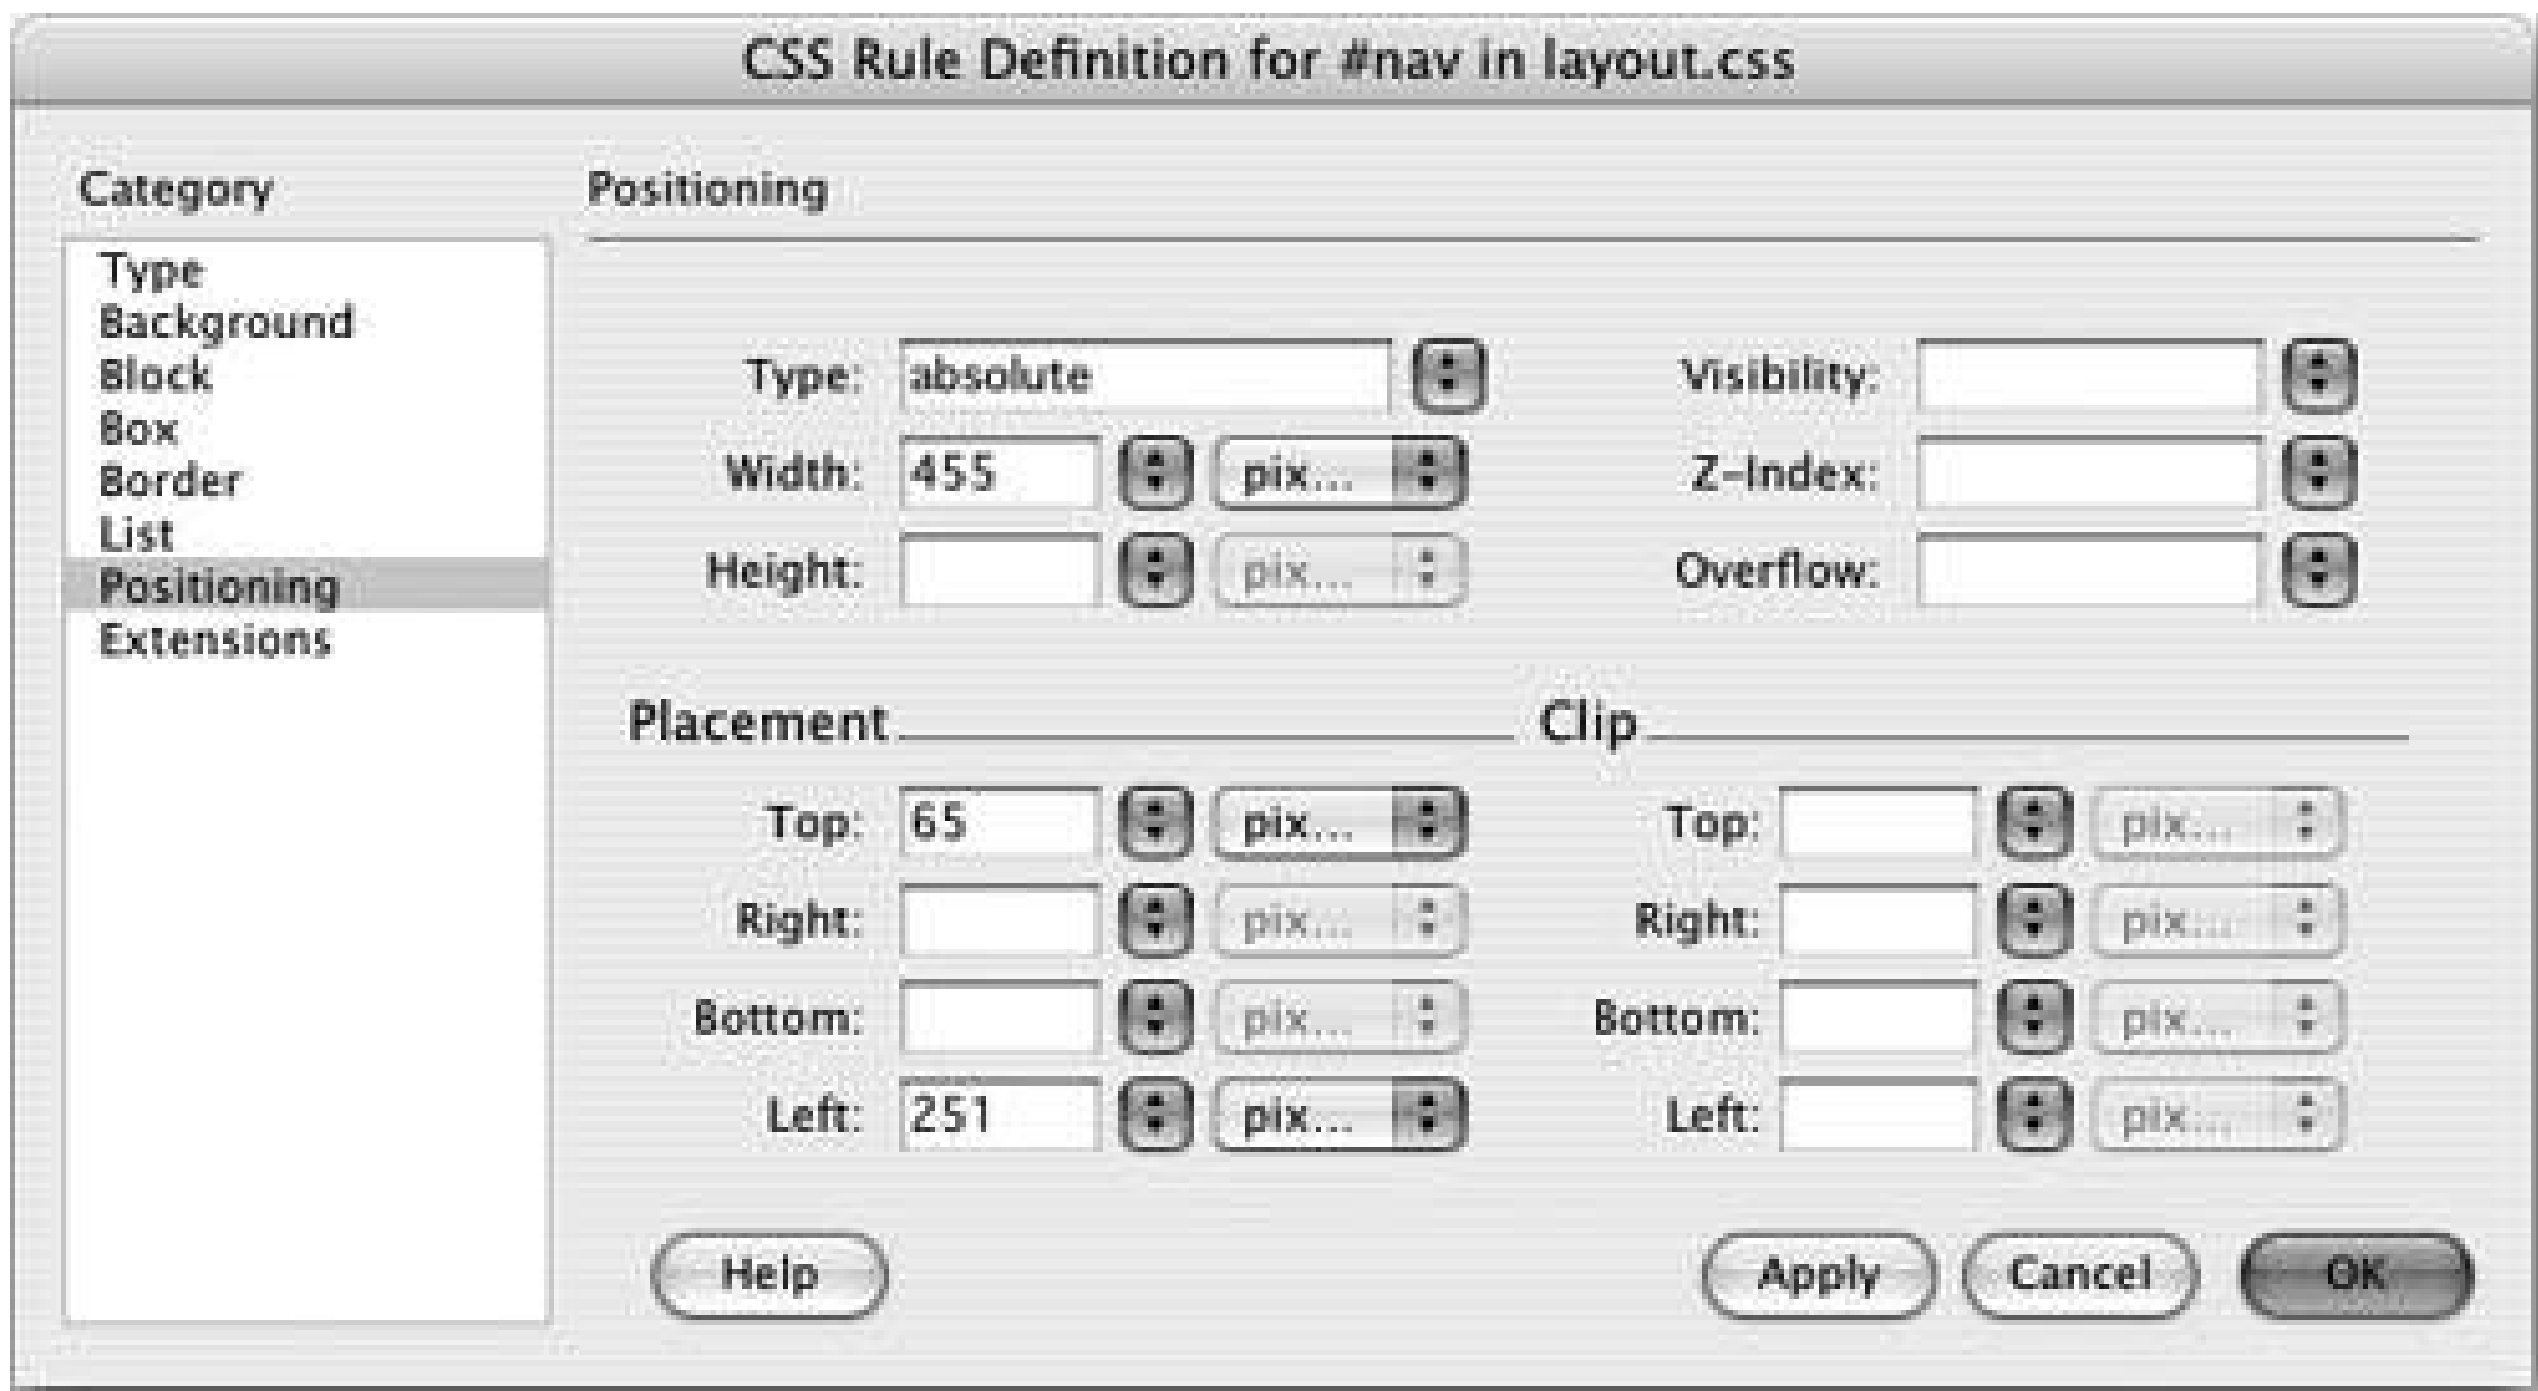 CSS Rule Definition for #nav in layout.css
Category
Type
Background
Block
Box
Border
List
Positioning
Extensions
Positioning
Type: absolute
Visibility:
Width: 455 pix...
Z-Index:
Height: pix...
Overflow:
Placement
Top: 65 pix...
Right: pix...
Bottom: pix...
Left: 251 pix...
Clip
Top: pix...
Right: pix...
Bottom: pix...
Left: pix...
Help
Apply
Cancel
OK